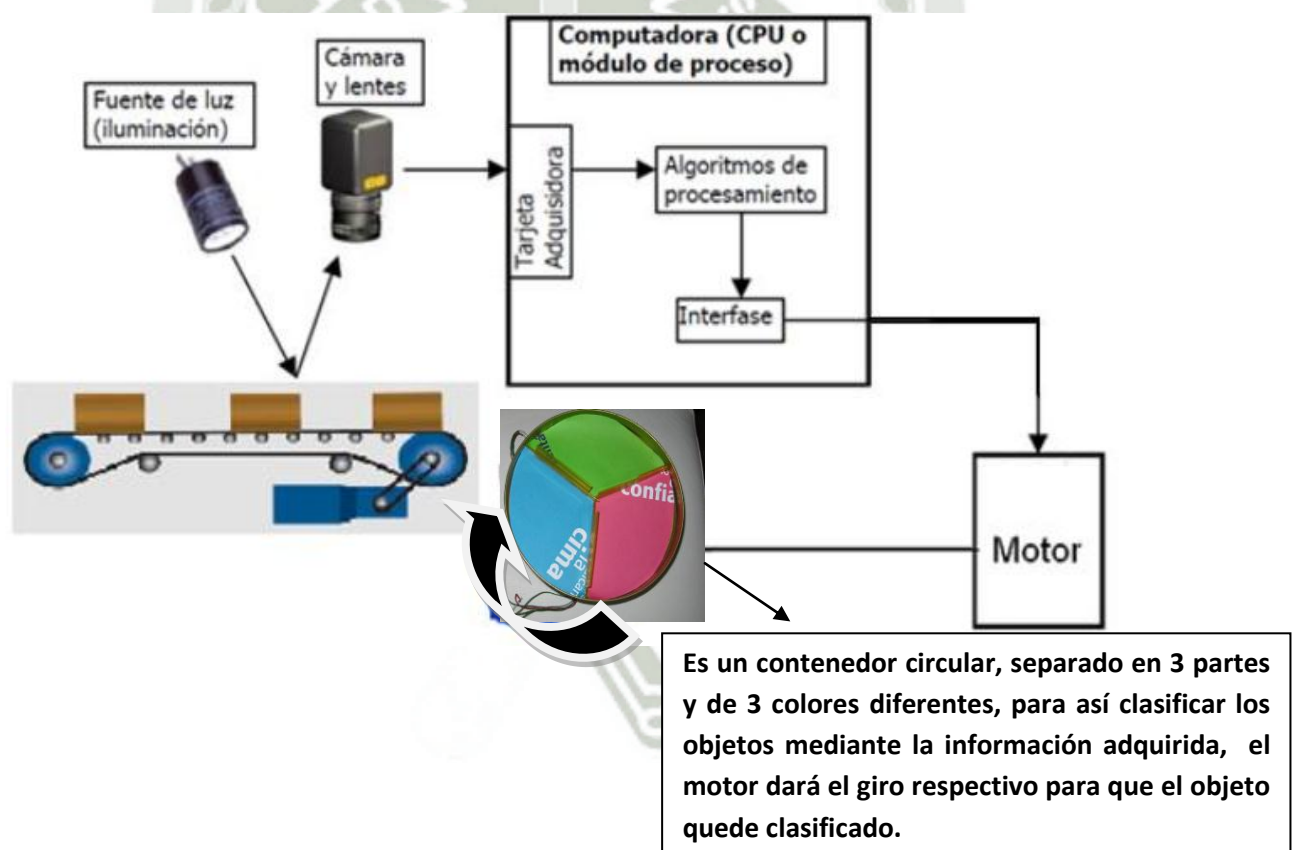 Computadora (CPU o
módulo de proceso)
Cámara
y lentes
Fuente de luz
(iluminación)
Tarjeta
Adquisidora
Algoritmos de
procesamiento
Interfase
confia
cima
Motor
Es un contenedor circular, separado en 3 partes
y de 3 colores diferentes, para así clasificar los
objetos mediante la información adquirida, el
motor dará el giro respectivo para que el objeto
quede clasificado.